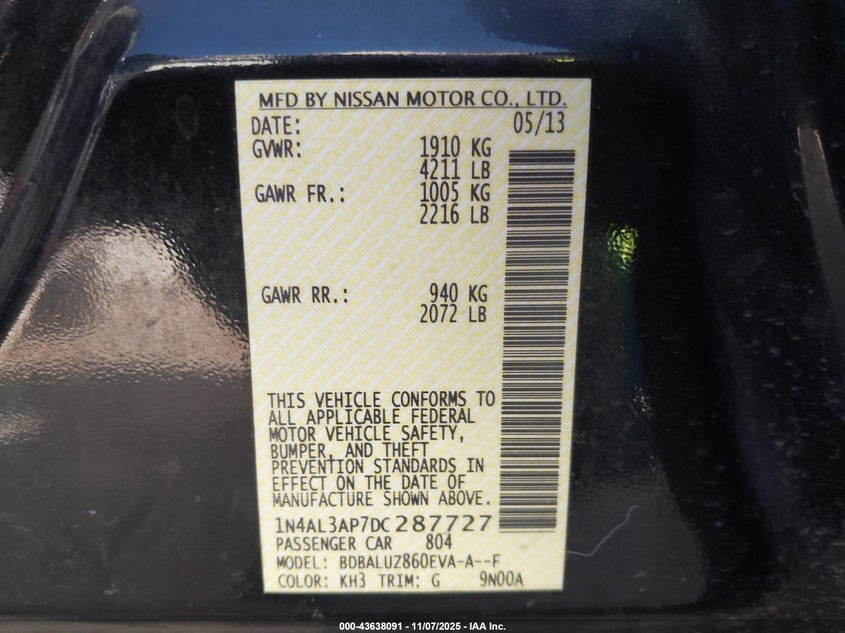 MFD BY NISSAN MOTOR CO., LTD.
DATE: 05/13
GVWR: 1910 KG
4211 LB
GAWR FR.: 1005 KG
2216 LB
GAWR RR.: 940 KG
2072 LB
THIS VEHICLE CONFORMS TO
ALL APPLICABLE FEDERAL
MOTOR VEHICLE SAFETY,
BUMPER, AND THEFT
PREVENTION STANDARDS IN
EFFECT ON THE DATE OF
MANUFACTURE SHOWN ABOVE.
1N4AL3AP7DC287727
PASSENGER CAR 804
MODEL: BDBALUZ860EVA-A--F
COLOR: KH3 TRIM: G 9N00A
000-43638091 - 11/07/2025 - IAA Inc.